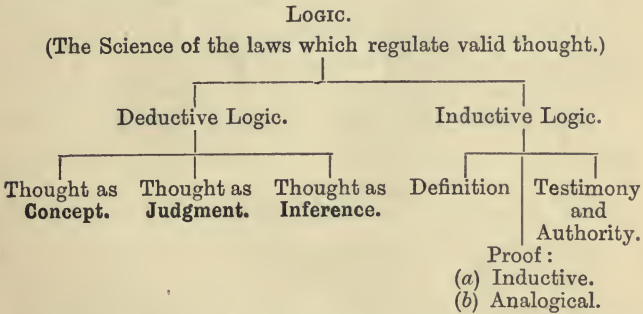 LOGIC.
(The Science of the laws which regulate valid thought.)
Deductive Logic.
Inductive Logic.
Thought as
Concept.
Thought as
Judgment.
Thought as
Inference.
Definition
Testimony
and
Authority.
Proof :
(a) Inductive.
(b) Analogical.